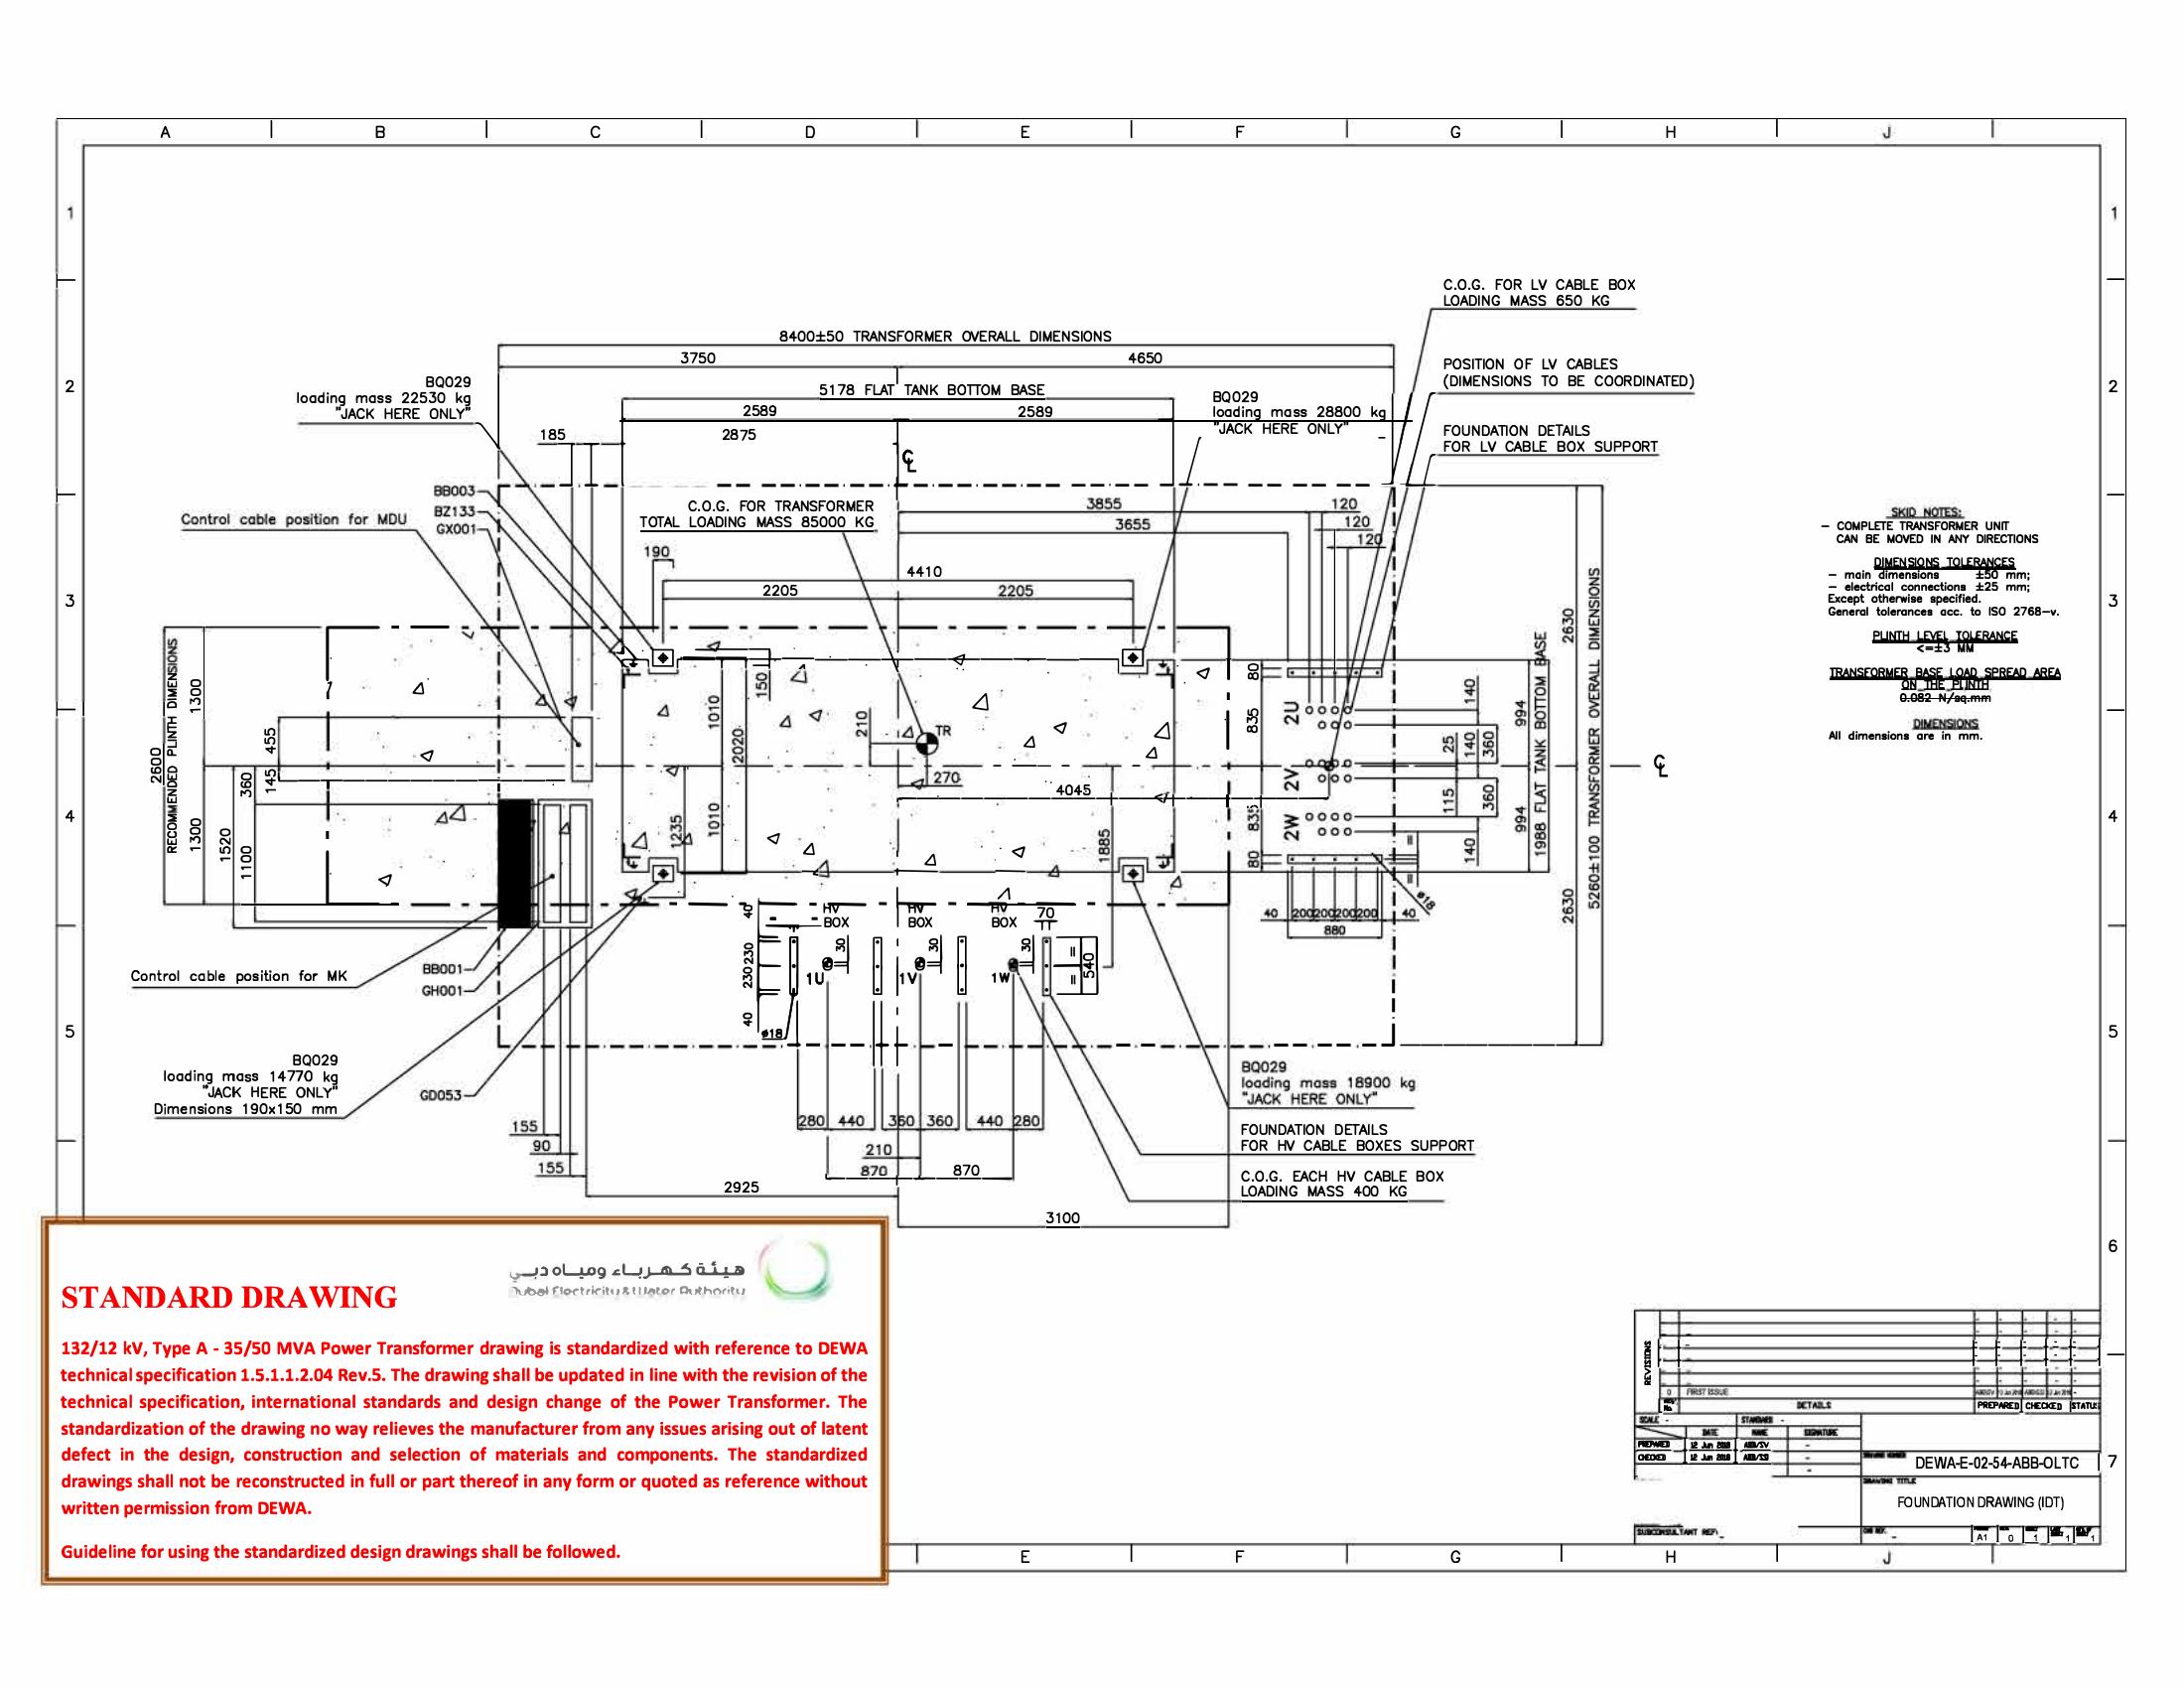 A B C D E F G H J
1 1
2 2
3 3
4 4
5 5
6
7
8400±50 TRANSFORMER OVERALL DIMENSIONS
3750 4650
5178 FLAT TANK BOTTOM BASE
2589 2589
185 2875
BQ029
loading mass 22530 kg
"JACK HERE ONLY"
BQ029
loading mass 28800 kg
"JACK HERE ONLY"
C.O.G. FOR LV CABLE BOX
LOADING MASS 650 KG
POSITION OF LV CABLES
(DIMENSIONS TO BE COORDINATED)
FOUNDATION DETAILS
FOR LV CABLE BOX SUPPORT
BB003
BZ133
GX001
Control cable position for MDU
C.O.G. FOR TRANSFORMER
TOTAL LOADING MASS 85000 KG
3855 120
3655 120
120
190
4410
2205 2205
SKID NOTES:
– COMPLETE TRANSFORMER UNIT
CAN BE MOVED IN ANY DIRECTIONS
DIMENSIONS TOLERANCES
– main dimensions ±50 mm;
– electrical connections ±25 mm;
Except otherwise specified.
General tolerances acc. to ISO 2768-v.
PLINTH LEVEL TOLERANCE
<=±3 MM
TRANSFORMER BASE LOAD SPREAD AREA
ON THE PLINTH
0.082 N/sq.mm
DIMENSIONS
All dimensions are in mm.
2600
RECOMMENDED PLINTH DIMENSIONS
1300
1300
455
145
360
1520
1100
150
1010
2020
1010
1235
210
TR
270
4045
1885
80
835
835
80
2U
2V
2W
140
25
140
360
115
360
140
994
994
1988 FLAT TANK BOTTOM BASE
2630
2630
5260±100 TRANSFORMER OVERALL DIMENSIONS
40 200 200 200 200 40
880
ø18
HV
BOX
HV
BOX
HV
BOX
70
40
230 230
40
30
30
30
540
1U 1V 1W
ø18
Control cable position for MK
BB001
GH001
BQ029
loading mass 14770 kg
"JACK HERE ONLY"
Dimensions 190x150 mm
GD053
BQ029
loading mass 18900 kg
"JACK HERE ONLY"
FOUNDATION DETAILS
FOR HV CABLE BOXES SUPPORT
C.O.G. EACH HV CABLE BOX
LOADING MASS 400 KG
280 440 360 360 440 280
155
90
155
210
870 870
2925
3100
هيئة كهرباء ومياه دبي
Dubai Electricity & Water Authority
STANDARD DRAWING
132/12 kV, Type A - 35/50 MVA Power Transformer drawing is standardized with reference to DEWA
technical specification 1.5.1.1.2.04 Rev.5. The drawing shall be updated in line with the revision of the
technical specification, international standards and design change of the Power Transformer. The
standardization of the drawing no way relieves the manufacturer from any issues arising out of latent
defect in the design, construction and selection of materials and components. The standardized
drawings shall not be reconstructed in full or part thereof in any form or quoted as reference without
written permission from DEWA.
Guideline for using the standardized design drawings shall be followed.
REVISIONS
0 FIRST ISSUE
DETAILS PREPARED CHECKED STATUS
SCALE - STANDARD -
DATE NAME SIGNATURE
PREPARED 12 Jun 2018 ABB/SV -
CHECKED 12 Jun 2018
DEWA-E-02-54-ABB-OLTC
DRAWING TITLE
FOUNDATION DRAWING (IDT)
SUBCONSULTANT REF:
A1 0 1 1 1
E F G H J